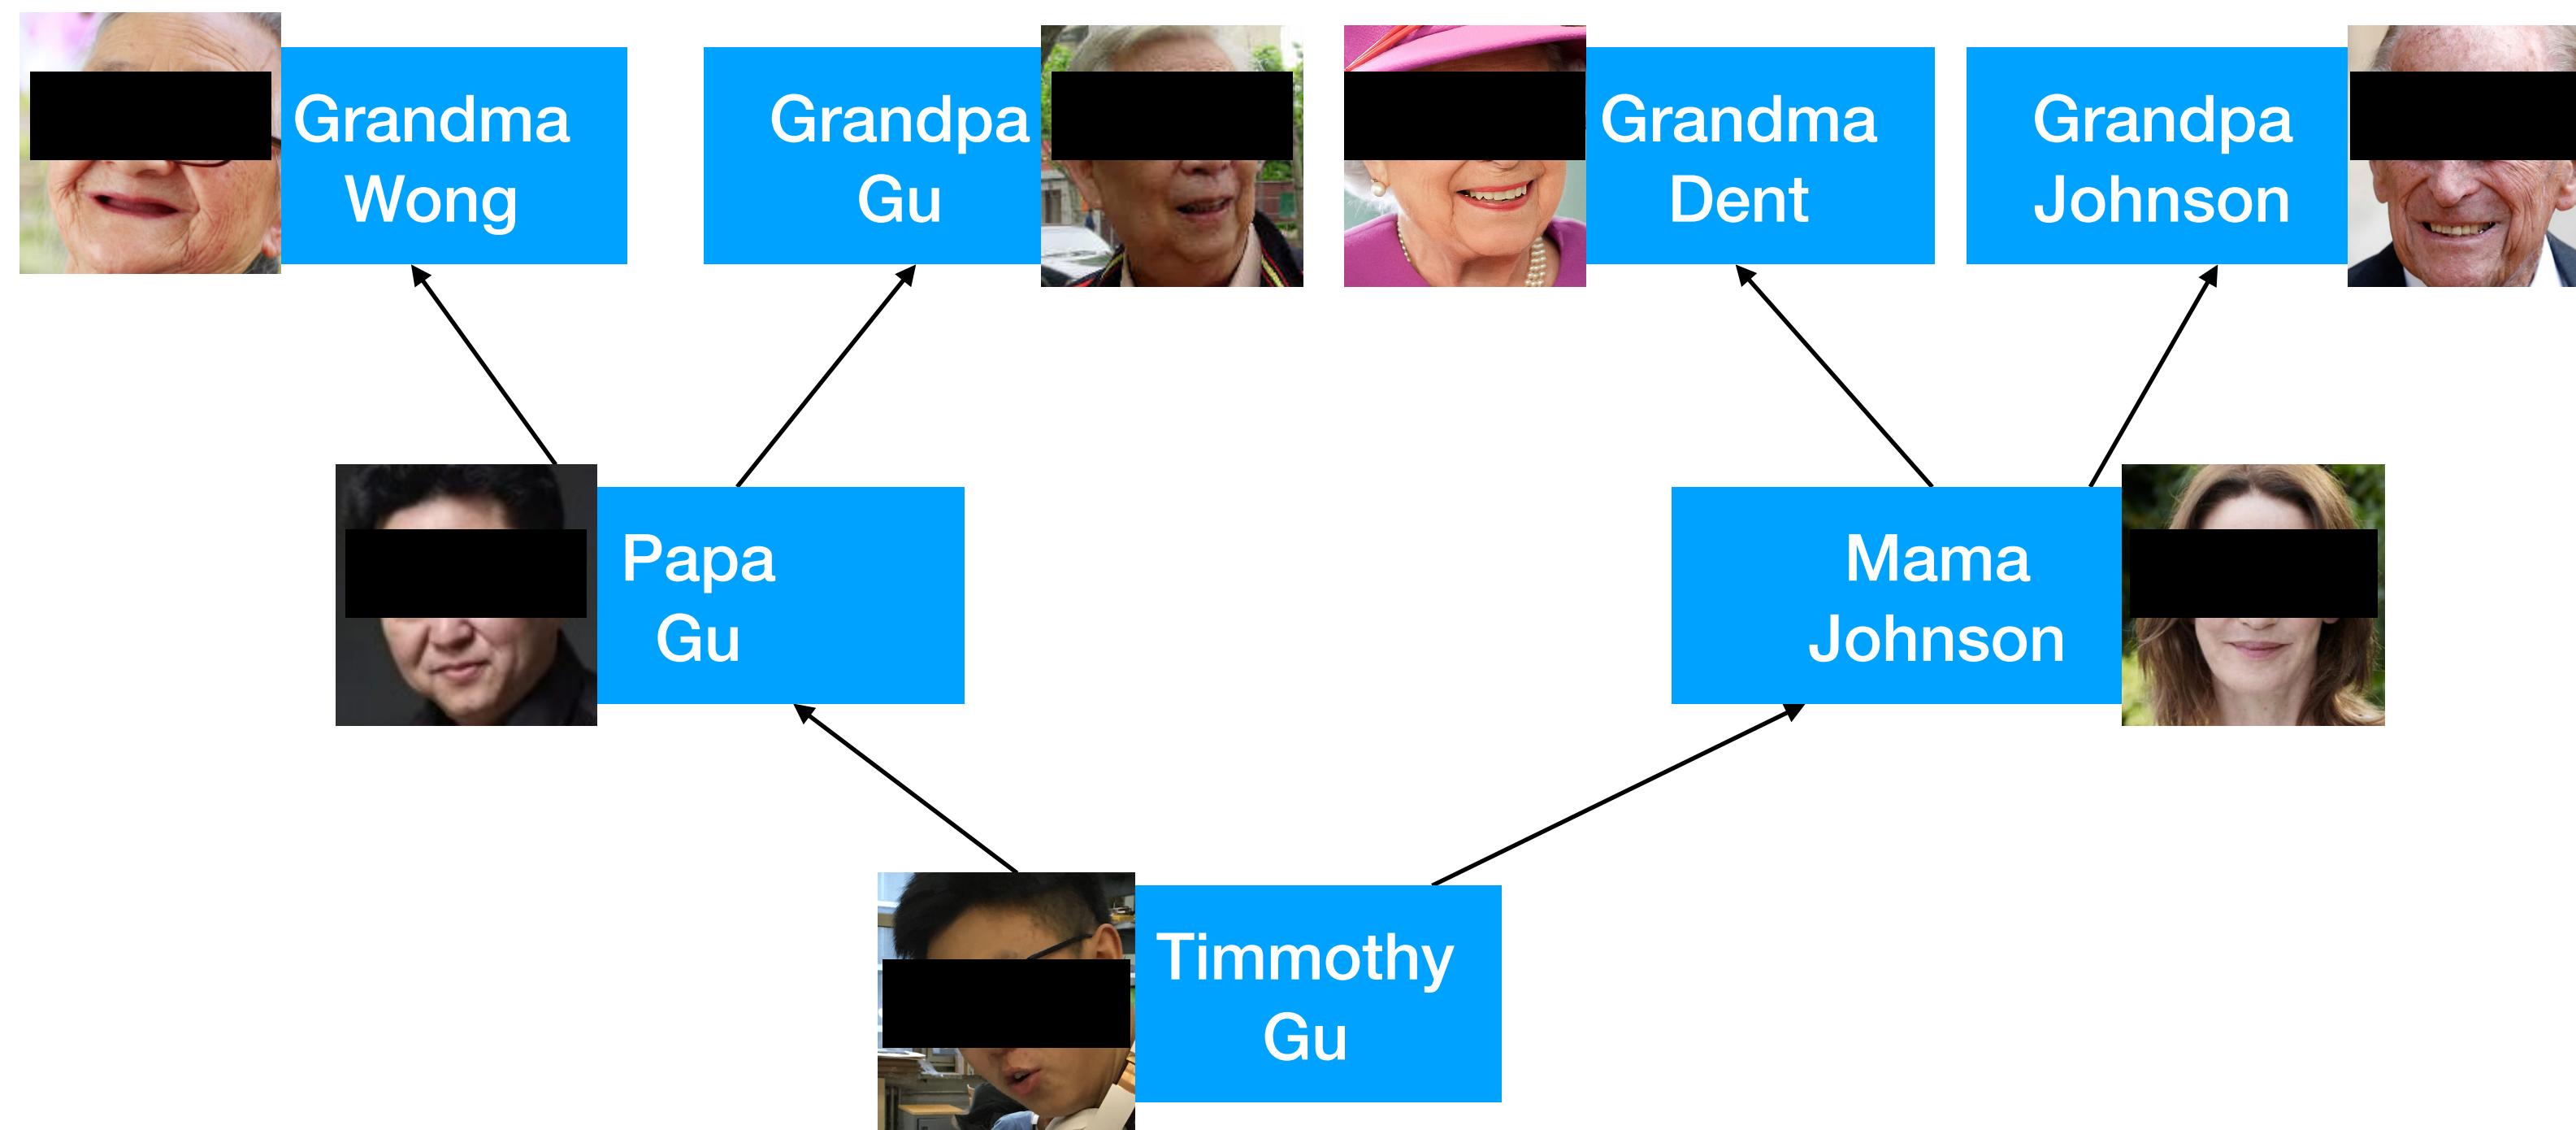 Grandma
Wong
Grandpa
Gu
Grandma
Dent
Grandpa
Johnson
Papa
Gu
Mama
Johnson
Timmothy
Gu